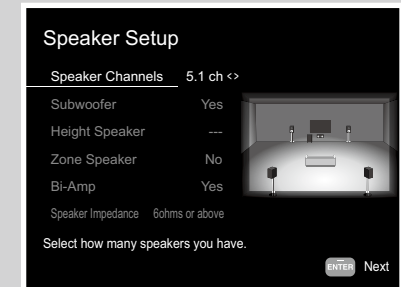 Speaker Setup
Speaker Channels 5.1 ch <>
Subwoofer Yes
Height Speaker ---
Zone Speaker No
Bi-Amp Yes
Speaker Impedance 6ohms or above
Select how many speakers you have.
ENTER Next